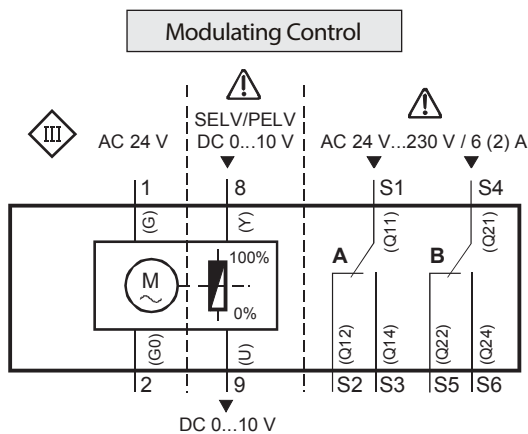 Modulating Control
III
AC 24 V
SELV/PELV
DC 0...10 V
AC 24 V...230 V / 6 (2) A
1
8
S1
S4
(G)
(Y)
(Q11)
(Q21)
A
B
M
100%
0%
(G0)
(U)
(Q12)
(Q14)
(Q22)
(Q24)
2
9
S2
S3
S5
S6
DC 0...10 V